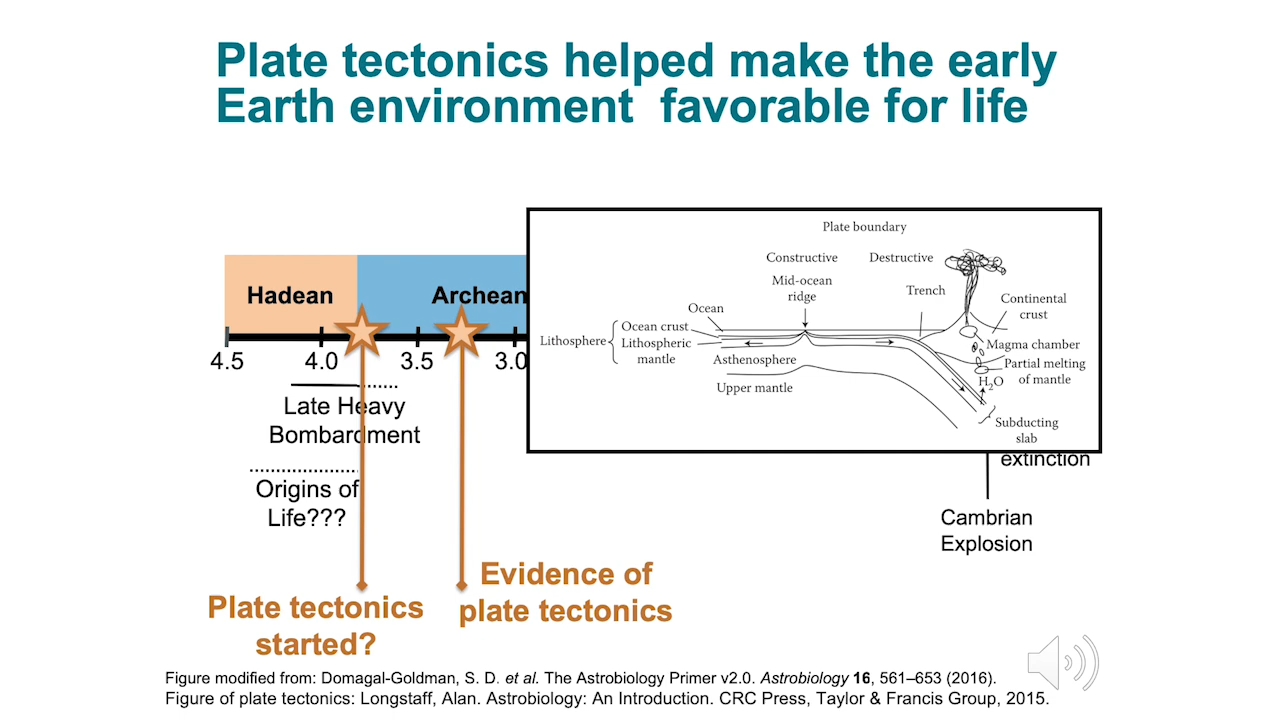 Plate tectonics helped make the early
Earth environment favorable for life
Hadean
Archean
4.5
4.0
3.5
3.0
Late Heavy
Bombardment
Origins of
Life???
Plate tectonics
started?
Evidence of
plate tectonics
Plate boundary
Constructive
Destructive
Mid-ocean
ridge
Trench
Continental
crust
Ocean
Lithosphere
Ocean crust
Lithospheric
mantle
Asthenosphere
Upper mantle
Magma chamber
Partial melting
of mantle
H₂O
Subducting
slab
extinction
Cambrian
Explosion
Figure modified from: Domagal-Goldman, S. D. et al. The Astrobiology Primer v2.0. Astrobiology 16, 561–653 (2016).
Figure of plate tectonics: Longstaff, Alan. Astrobiology: An Introduction. CRC Press, Taylor & Francis Group, 2015.